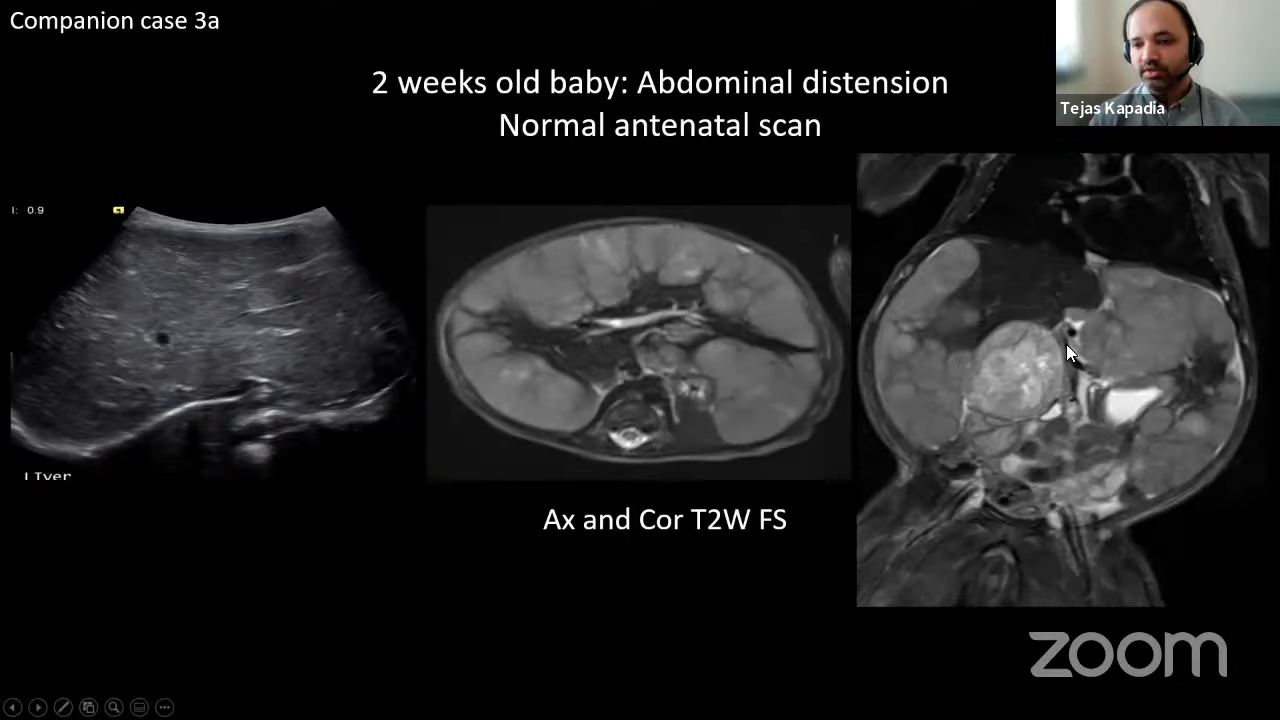 Companion case 3a
2 weeks old baby: Abdominal distension
Normal antenatal scan
Tejas Kapadia
I: 0.9
LIver
Ax and Cor T2W FS
zoom